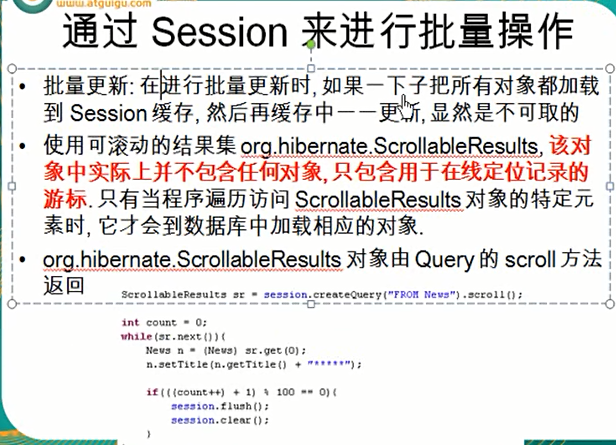 www.atguigu.com
通过 Session 来进行批量操作
• 批量更新: 在进行批量更新时, 如果一下子把所有对象都加载
到 Session 缓存, 然后再缓存中一一更新, 显然是不可取的
• 使用可滚动的结果集 org.hibernate.ScrollableResults, 该对
象中实际上并不包含任何对象, 只包含用于在线定位记录的
游标. 只有当程序遍历访问 ScrollableResults 对象的特定元
素时, 它才会到数据库中加载相应的对象.
• org.hibernate.ScrollableResults 对象由 Query 的 scroll 方法
返回
ScrollableResults sr = session.createQuery("FROM News").scroll();
int count = 0;
while(sr.next()){
News n = (News) sr.get(0);
n.setTitle(n.getTitle() + "*****");
if(((count++) + 1) % 100 == 0){
session.flush();
session.clear();
}